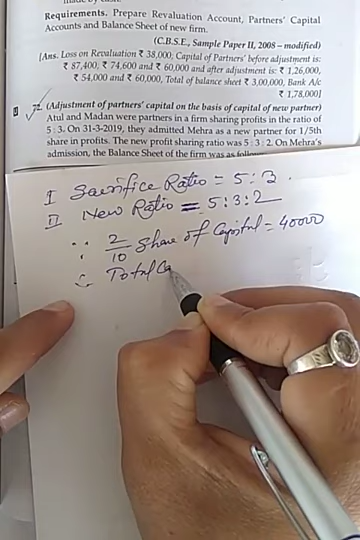 Requirements. Prepare Revaluation Account, Partners' Capital
Accounts and Balance Sheet of new firm.
(C.B.S.E., Sample Paper II, 2008 – modified)
[Ans. Loss on Revaluation ₹ 38,000, Capital of Partners' before adjustment is:
₹ 87,400; ₹ 74,600 and ₹ 60,000 and after adjustment is: ₹ 1,26,000,
₹ 54,000 and ₹ 60,000, Total of balance sheet ₹ 3,00,000, Bank A/c
₹ 1,78,000]
72. (Adjustment of partners' capital on the basis of capital of new partner)
Atul and Madan were partners in a firm sharing profits in the ratio of
5 : 3. On 31-3-2019, they admitted Mehra as a new partner for 1/5th
share in profits. The new profit sharing ratio was 5 : 3 : 2. On Mehra's
admission, the Balance Sheet of the firm was as follows
I Sacrifice Ratio = 5 : 3.
II New Ratio = 5 : 3 : 2
∵ 2/10 Share of Capital = 40000
∴ Total Ca